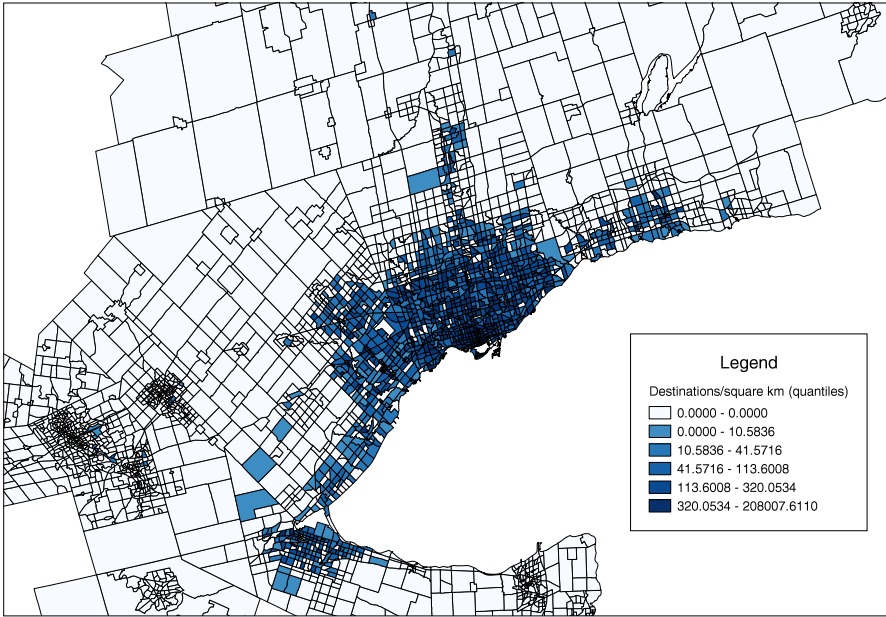 Legend
Destinations/square km (quantiles)
0.0000 - 0.0000
0.0000 - 10.5836
10.5836 - 41.5716
41.5716 - 113.6008
113.6008 - 320.0534
320.0534 - 208007.6110